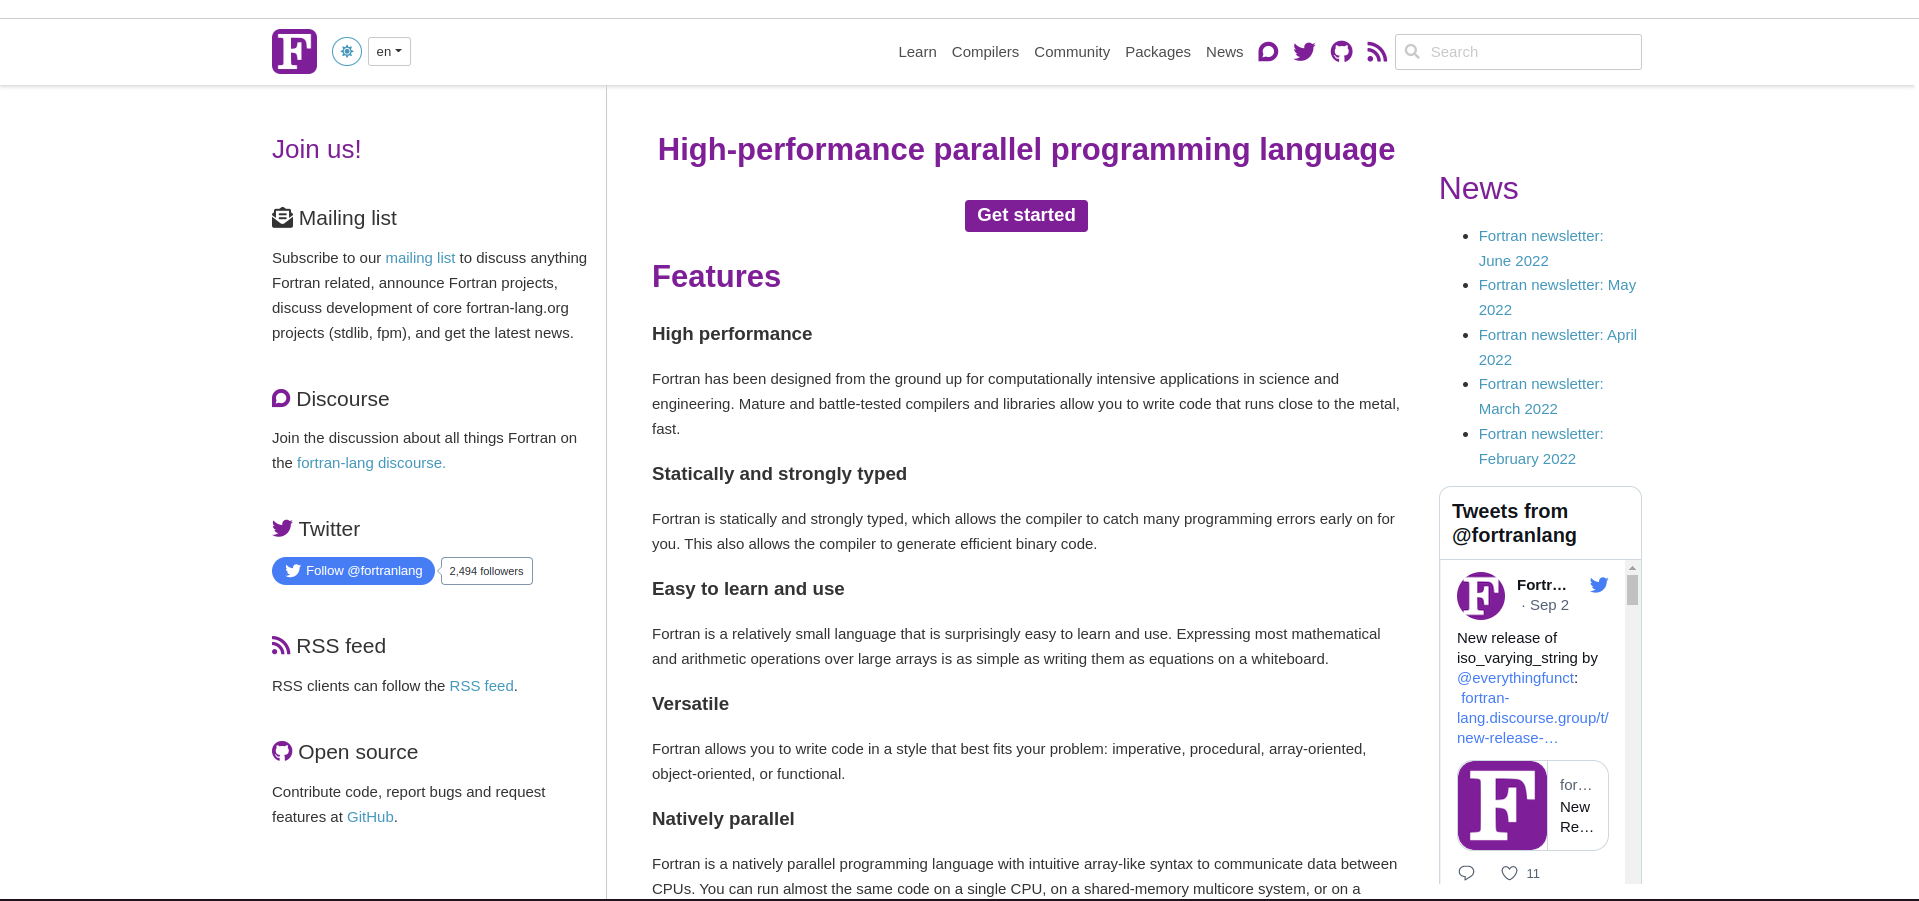 F
en
Learn Compilers Community Packages News
Search
Join us!
Mailing list
Subscribe to our mailing list to discuss anything
Fortran related, announce Fortran projects,
discuss development of core fortran-lang.org
projects (stdlib, fpm), and get the latest news.
Discourse
Join the discussion about all things Fortran on
the fortran-lang discourse.
Twitter
Follow @fortranlang
2,494 followers
RSS feed
RSS clients can follow the RSS feed.
Open source
Contribute code, report bugs and request
features at GitHub.
High-performance parallel programming language
Get started
Features
High performance
Fortran has been designed from the ground up for computationally intensive applications in science and
engineering. Mature and battle-tested compilers and libraries allow you to write code that runs close to the metal,
fast.
Statically and strongly typed
Fortran is statically and strongly typed, which allows the compiler to catch many programming errors early on for
you. This also allows the compiler to generate efficient binary code.
Easy to learn and use
Fortran is a relatively small language that is surprisingly easy to learn and use. Expressing most mathematical
and arithmetic operations over large arrays is as simple as writing them as equations on a whiteboard.
Versatile
Fortran allows you to write code in a style that best fits your problem: imperative, procedural, array-oriented,
object-oriented, or functional.
Natively parallel
Fortran is a natively parallel programming language with intuitive array-like syntax to communicate data between
CPUs. You can run almost the same code on a single CPU, on a shared-memory multicore system, or on a
News
Fortran newsletter:
June 2022
Fortran newsletter: May
2022
Fortran newsletter: April
2022
Fortran newsletter:
March 2022
Fortran newsletter:
February 2022
Tweets from
@fortranlang
F
Fortr…
· Sep 2
New release of
iso_varying_string by
@everythingfunct:
fortran-
lang.discourse.group/t/
new-release-…
F
for…
New
Re…
11